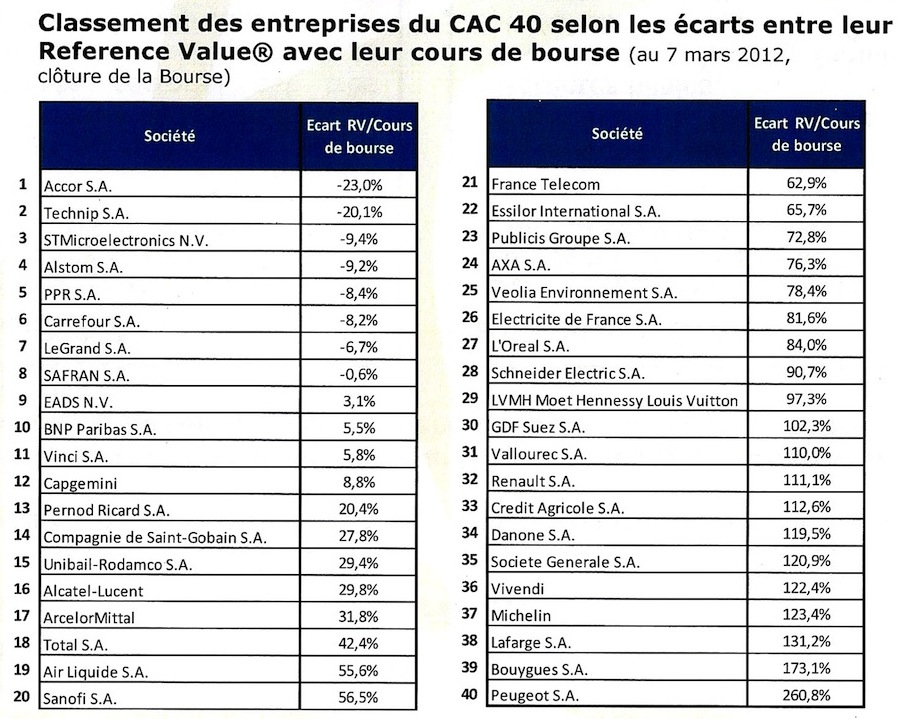 Classement des entreprises du CAC 40 selon les écarts entre leur
Reference Value® avec leur cours de bourse (au 7 mars 2012,
clôture de la Bourse)
Société Ecart RV/Cours de bourse
1 Accor S.A. -23,0%
2 Technip S.A. -20,1%
3 STMicroelectronics N.V. -9,4%
4 Alstom S.A. -9,2%
5 PPR S.A. -8,4%
6 Carrefour S.A. -8,2%
7 LeGrand S.A. -6,7%
8 SAFRAN S.A. -0,6%
9 EADS N.V. 3,1%
10 BNP Paribas S.A. 5,5%
11 Vinci S.A. 5,8%
12 Capgemini 8,8%
13 Pernod Ricard S.A. 20,4%
14 Compagnie de Saint-Gobain S.A. 27,8%
15 Unibail-Rodamco S.A. 29,4%
16 Alcatel-Lucent 29,8%
17 ArcelorMittal 31,8%
18 Total S.A. 42,4%
19 Air Liquide S.A. 55,6%
20 Sanofi S.A. 56,5%
Société Ecart RV/Cours de bourse
21 France Telecom 62,9%
22 Essilor International S.A. 65,7%
23 Publicis Groupe S.A. 72,8%
24 AXA S.A. 76,3%
25 Veolia Environnement S.A. 78,4%
26 Electricite de France S.A. 81,6%
27 L'Oreal S.A. 84,0%
28 Schneider Electric S.A. 90,7%
29 LVMH Moet Hennessy Louis Vuitton 97,3%
30 GDF Suez S.A. 102,3%
31 Vallourec S.A. 110,0%
32 Renault S.A. 111,1%
33 Credit Agricole S.A. 112,6%
34 Danone S.A. 119,5%
35 Societe Generale S.A. 120,9%
36 Vivendi 122,4%
37 Michelin 123,4%
38 Lafarge S.A. 131,2%
39 Bouygues S.A. 173,1%
40 Peugeot S.A. 260,8%